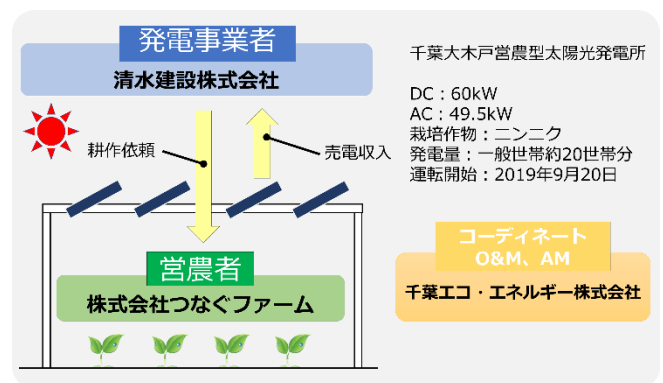 発電事業者
清水建設株式会社
耕作依頼
売電収入
営農者
株式会社つなぐファーム
千葉大木戸営農型太陽光発電所
DC：60kW
AC：49.5kW
栽培作物：ニンニク
発電量：一般世帯約20世帯分
運転開始：2019年9月20日
コーディネート
O&M、AM
千葉エコ・エネルギー株式会社